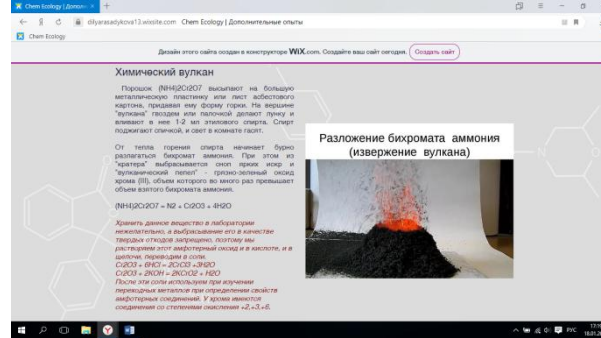 Chem Ecology | Дополн
dilyarasadykova13.wixsite.com Chem Ecology | Дополнительные опыты
Chem Ecology
Дизайн этого сайта создан в конструкторе WiX.com. Создайте ваш сайт сегодня. Создать сайт
Химический вулкан
Порошок (NH4)2Cr2O7 высыпают на большую
металлическую пластинку или лист асбестового
картона, придавая ему форму горки. На вершине
"вулкана" гвоздем или палочкой делают лунку и
вливают в нее 1-2 мл этилового спирта. Спирт
поджигают спичкой, и свет в комнате гасят.
От тепла горения спирта начинает бурно
разлагаться бихромат аммония. При этом из
"кратера" выбрасывается сноп ярких искр и
"вулканический пепел" - грязно-зеленый оксид
хрома (III), объем которого во много раз превышает
объем взятого бихромата аммония.
(NH4)2Cr2O7 = N2 + Cr2O3 + 4H2O
Хранить данное вещество в лаборатории
нежелательно, а выбрасывание его в качестве
твердых отходов запрещено, поэтому мы
растворяем этот амфотерный оксид и в кислоте, и в
щелочи, переводим в соли.
Cr2O3 + 6HCl = 2CrCl3 +3H2O
Cr2O3 + 2KOH = 2KCrO2 + H2O
После эти соли используем при изучении
переходных металлов при определении свойств
амфотерных соединений. У хрома имеются
соединения со степенями окисления +2,+3,+6.
Разложение бихромата аммония
(извержение вулкана)
РУС